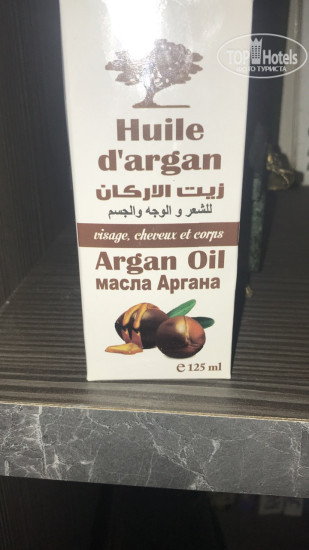 TOP Hotels
ФОТО ТУРИСТА
Huile
d'argan
زيت الاركان
للشعر و الوجه والجسم
visage, cheveux et corps
Argan Oil
масла Аргана
e 125 ml